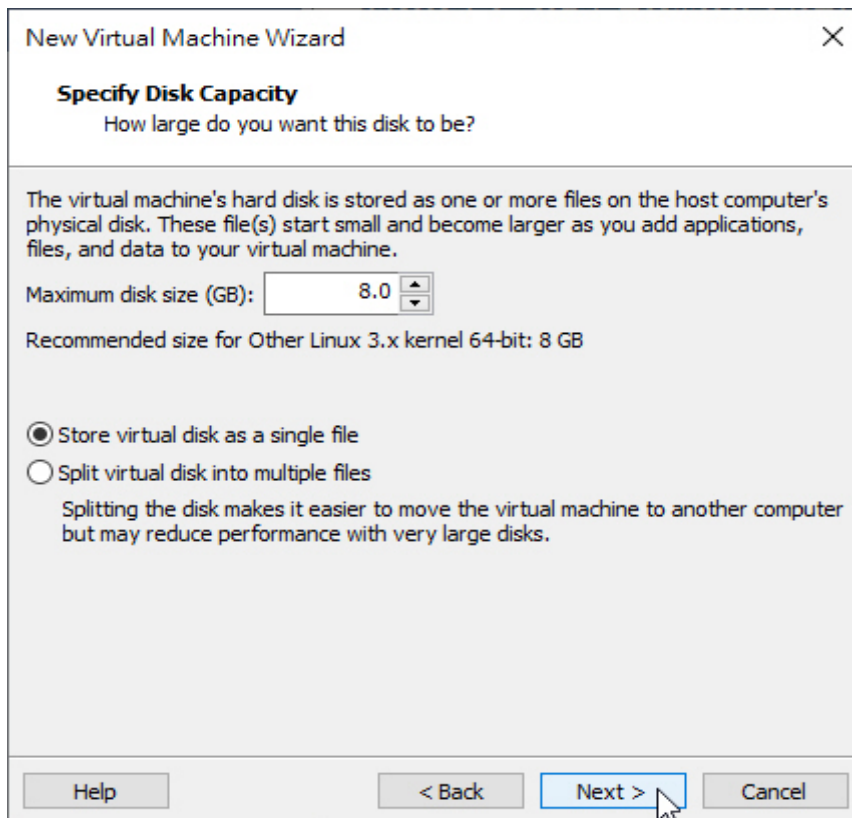 New Virtual Machine Wizard
Specify Disk Capacity
How large do you want this disk to be?
The virtual machine's hard disk is stored as one or more files on the host computer's
physical disk. These file(s) start small and become larger as you add applications,
files, and data to your virtual machine.
Maximum disk size (GB): 8.0
Recommended size for Other Linux 3.x kernel 64-bit: 8 GB
Store virtual disk as a single file
Split virtual disk into multiple files
Splitting the disk makes it easier to move the virtual machine to another computer
but may reduce performance with very large disks.
Help < Back Next > Cancel